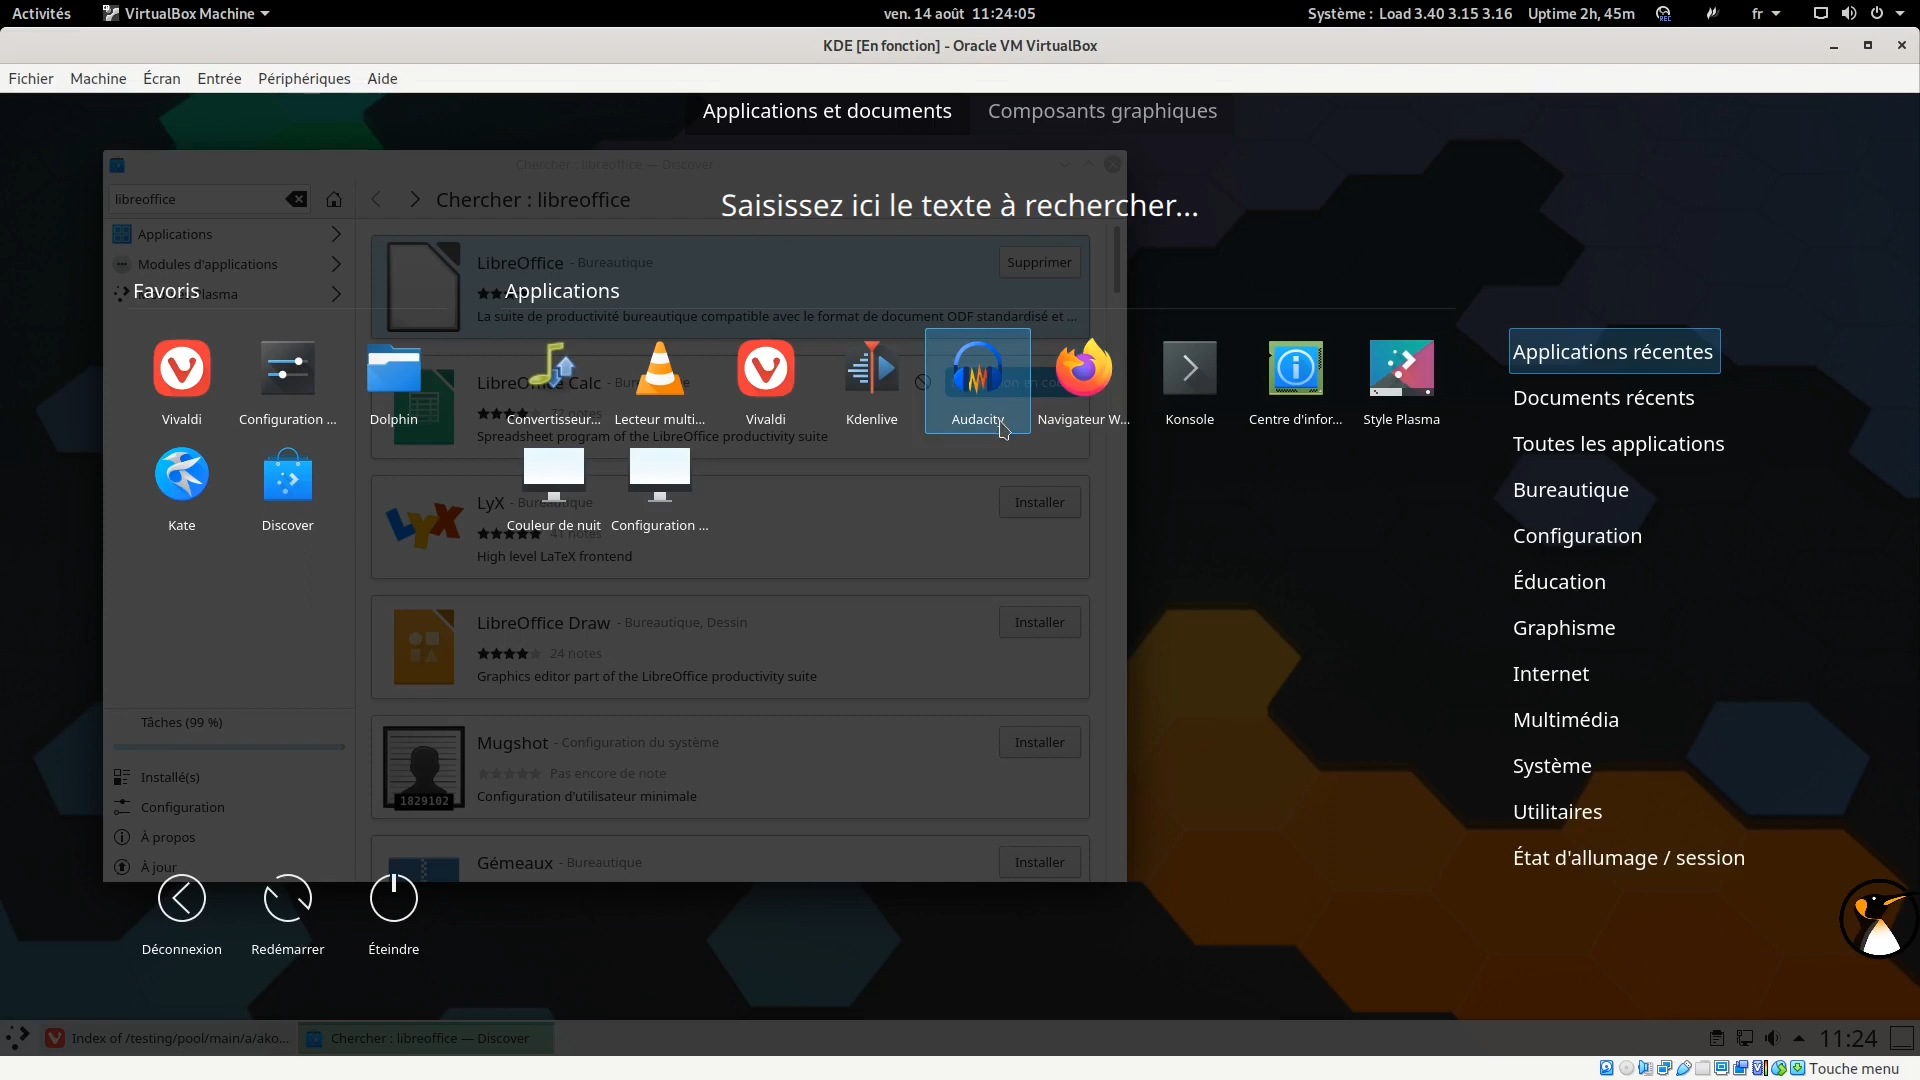 Activités
VirtualBox Machine
ven. 14 août 11:24:05
Système : Load 3.40 3.15 3.16
Uptime 2h, 45m
REC
fr
KDE [En fonction] - Oracle VM VirtualBox
Fichier Machine Écran Entrée Périphériques Aide
Applications et documents
Composants graphiques
Chercher : libreoffice — Discover
libreoffice
Chercher : libreoffice
Saisissez ici le texte à rechercher...
Applications
Modules d'applications
Favoris
Applications
LibreOffice - Bureautique
Supprimer
La suite de productivité bureautique compatible avec le format de document ODF standardisé et ...
Vivaldi
Configuration ...
Dolphin
Convertisseur...
Lecteur multi...
Vivaldi
Kdenlive
Audacity
Navigateur W...
Konsole
Centre d'infor...
Style Plasma
Spreadsheet program of the LibreOffice productivity suite
Kate
Discover
Couleur de nuit
Configuration ...
LyX - Bureautique
41 notes
Installer
High level LaTeX frontend
LibreOffice Draw - Bureautique, Dessin
Installer
24 notes
Graphics editor part of the LibreOffice productivity suite
Mugshot - Configuration du système
Installer
Pas encore de note
Configuration d'utilisateur minimale
1829102
Gémeaux - Bureautique
Installer
Tâches (99 %)
Installé(s)
Configuration
À propos
À jour
Applications récentes
Documents récents
Toutes les applications
Bureautique
Configuration
Éducation
Graphisme
Internet
Multimédia
Système
Utilitaires
État d'allumage / session
Déconnexion
Redémarrer
Éteindre
Index of /testing/pool/main/a/ako...
Chercher : libreoffice — Discover
11:24
Touche menu